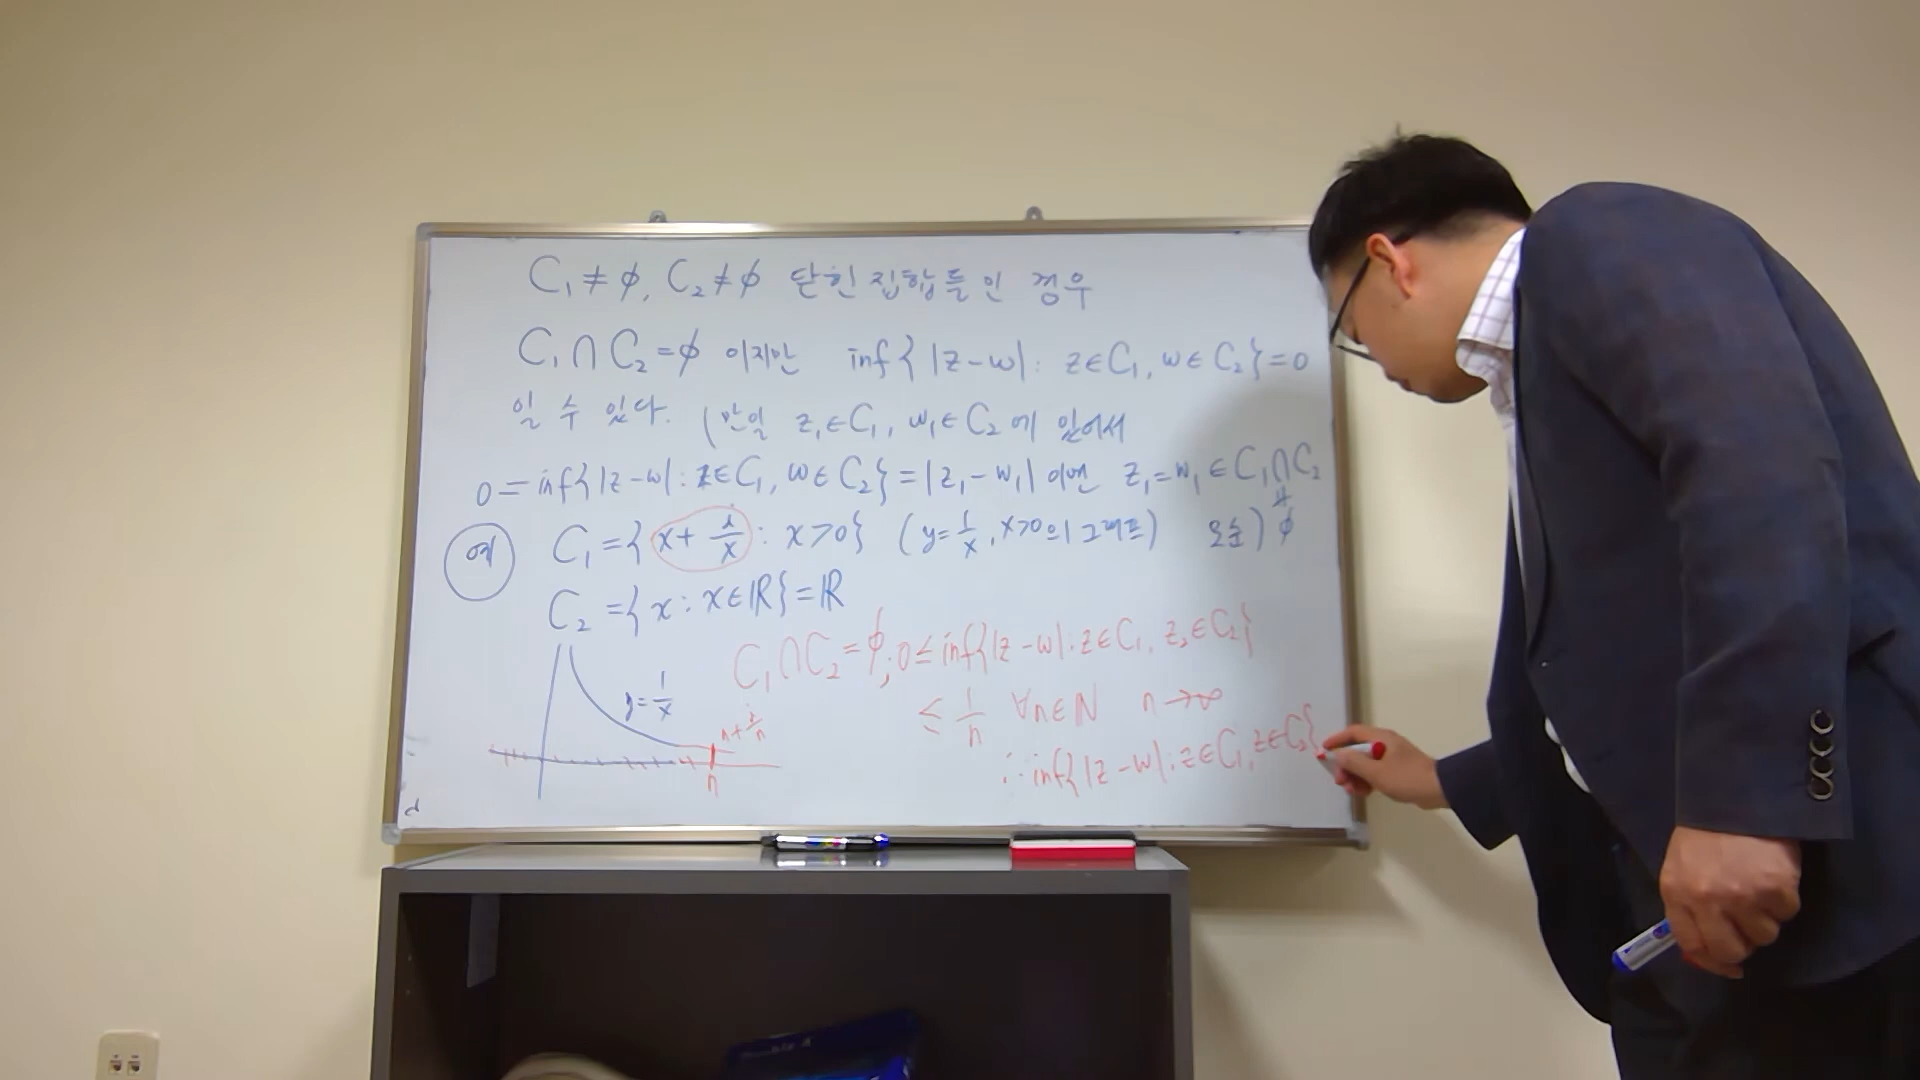 C₁≠∅, C₂≠∅ 닫힌 집합들인 경우
C₁∩C₂=∅ 이지만 inf{|z-w|: z∈C₁, w∈C₂}=0
일 수 있다. (만일 z₁∈C₁, w₁∈C₂에 있어서
0=inf{|z-w|: z∈C₁, w∈C₂}=|z₁-w₁| 이면 z₁=w₁∈C₁∩C₂
≠
예 C₁={x+i/x : x>0} (y=1/x, x>0의 그래프) 모순) ∅
C₂={x: x∈ℝ}=ℝ
C₁∩C₂=∅, 0≤inf{|z-w|: z∈C₁, z₂∈C₂}
y=1/x
≤ 1/n ∀n∈ℕ n→∞
n+i/n
∴ inf{|z-w|: z∈C₁, z∈C₂}
n